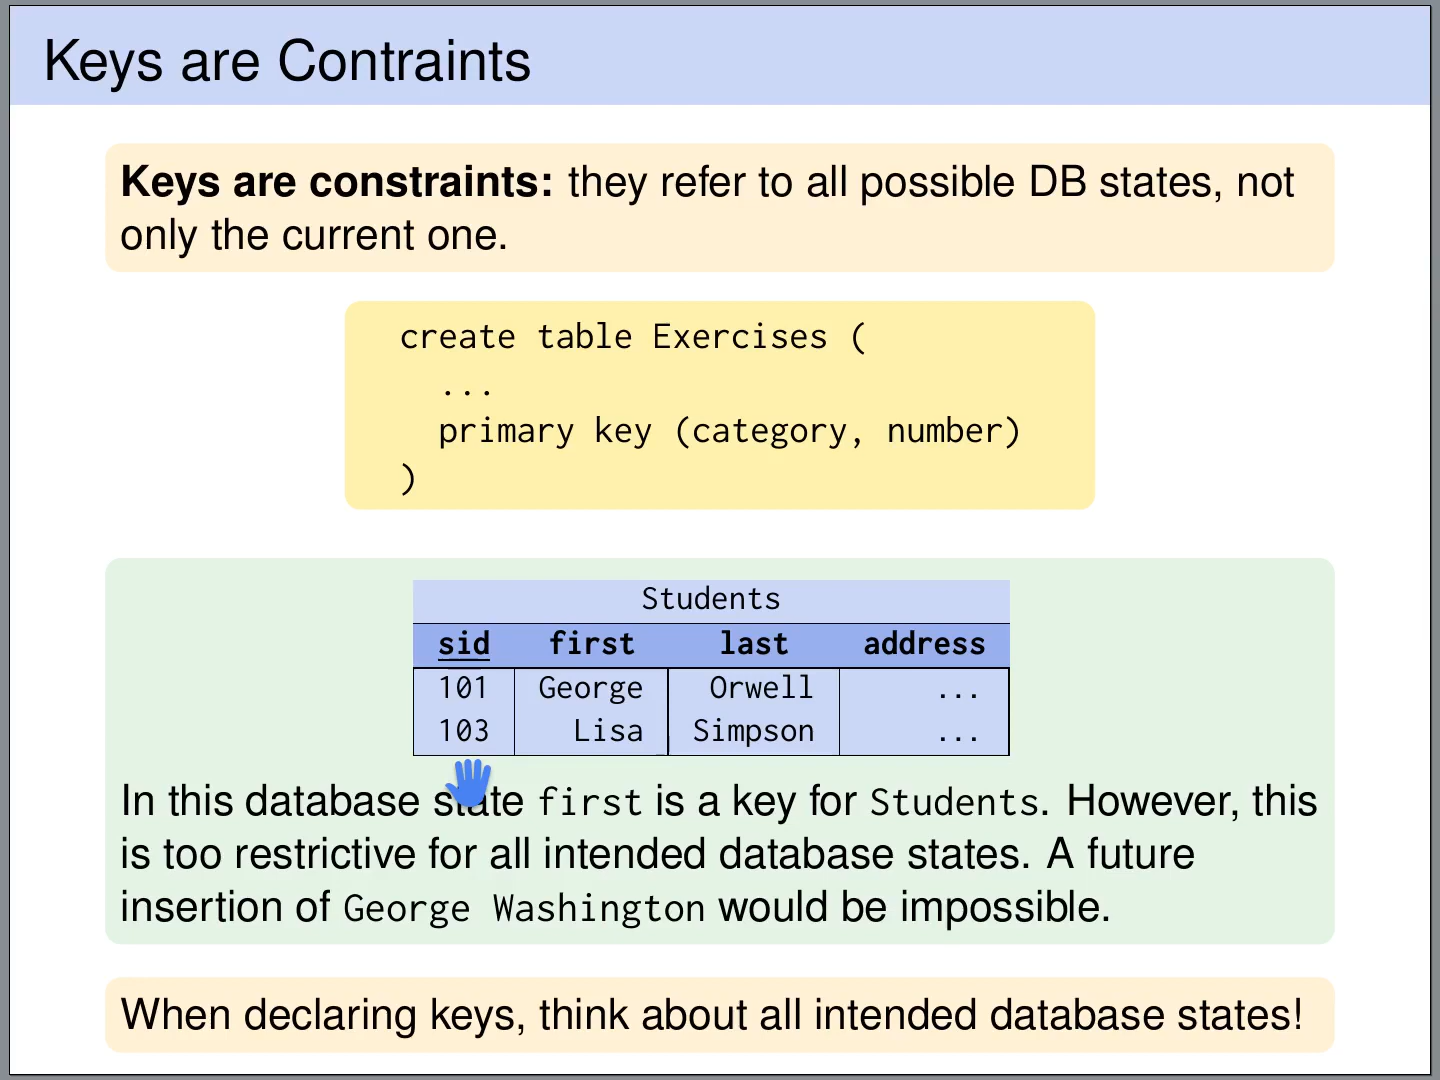 Keys are Contraints
Keys are constraints: they refer to all possible DB states, not
only the current one.
create table Exercises (
...
primary key (category, number)
)
Students
sid first last address
101 George Orwell ...
103 Lisa Simpson ...
In this database state first is a key for Students. However, this
is too restrictive for all intended database states. A future
insertion of George Washington would be impossible.
When declaring keys, think about all intended database states!